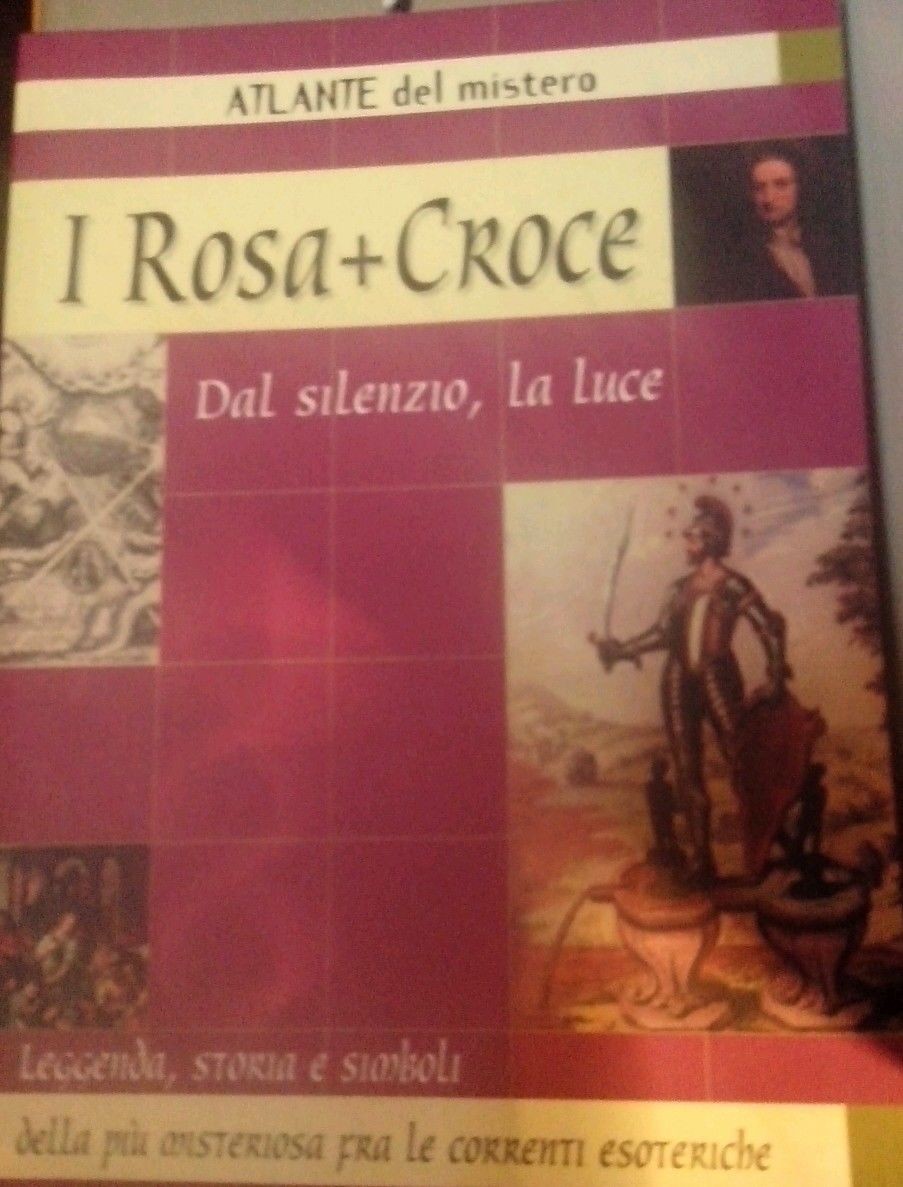 ATLANTE del mistero
I Rosa+Croce
Dal silenzio, la luce
Leggenda, storia e simboli
della più misteriosa fra le correnti esoteriche